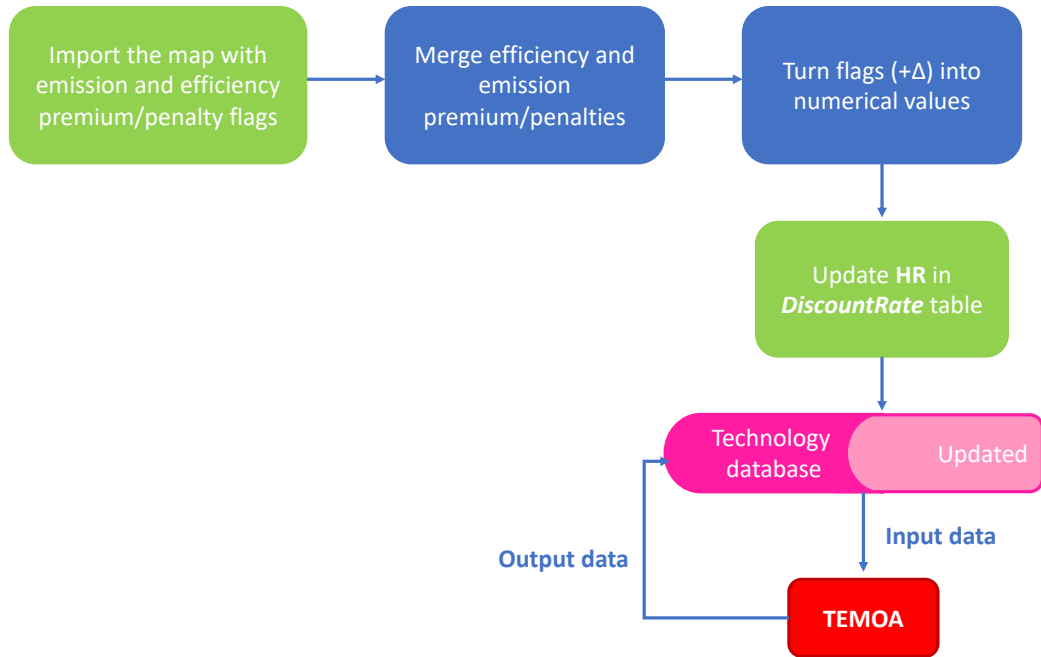 Import the map with
emission and efficiency
premium/penalty flags
Merge efficiency and
emission
premium/penalties
Turn flags (+Δ) into
numerical values
Update HR in
DiscountRate table
Technology
database
Updated
Input data
Output data
TEMOA